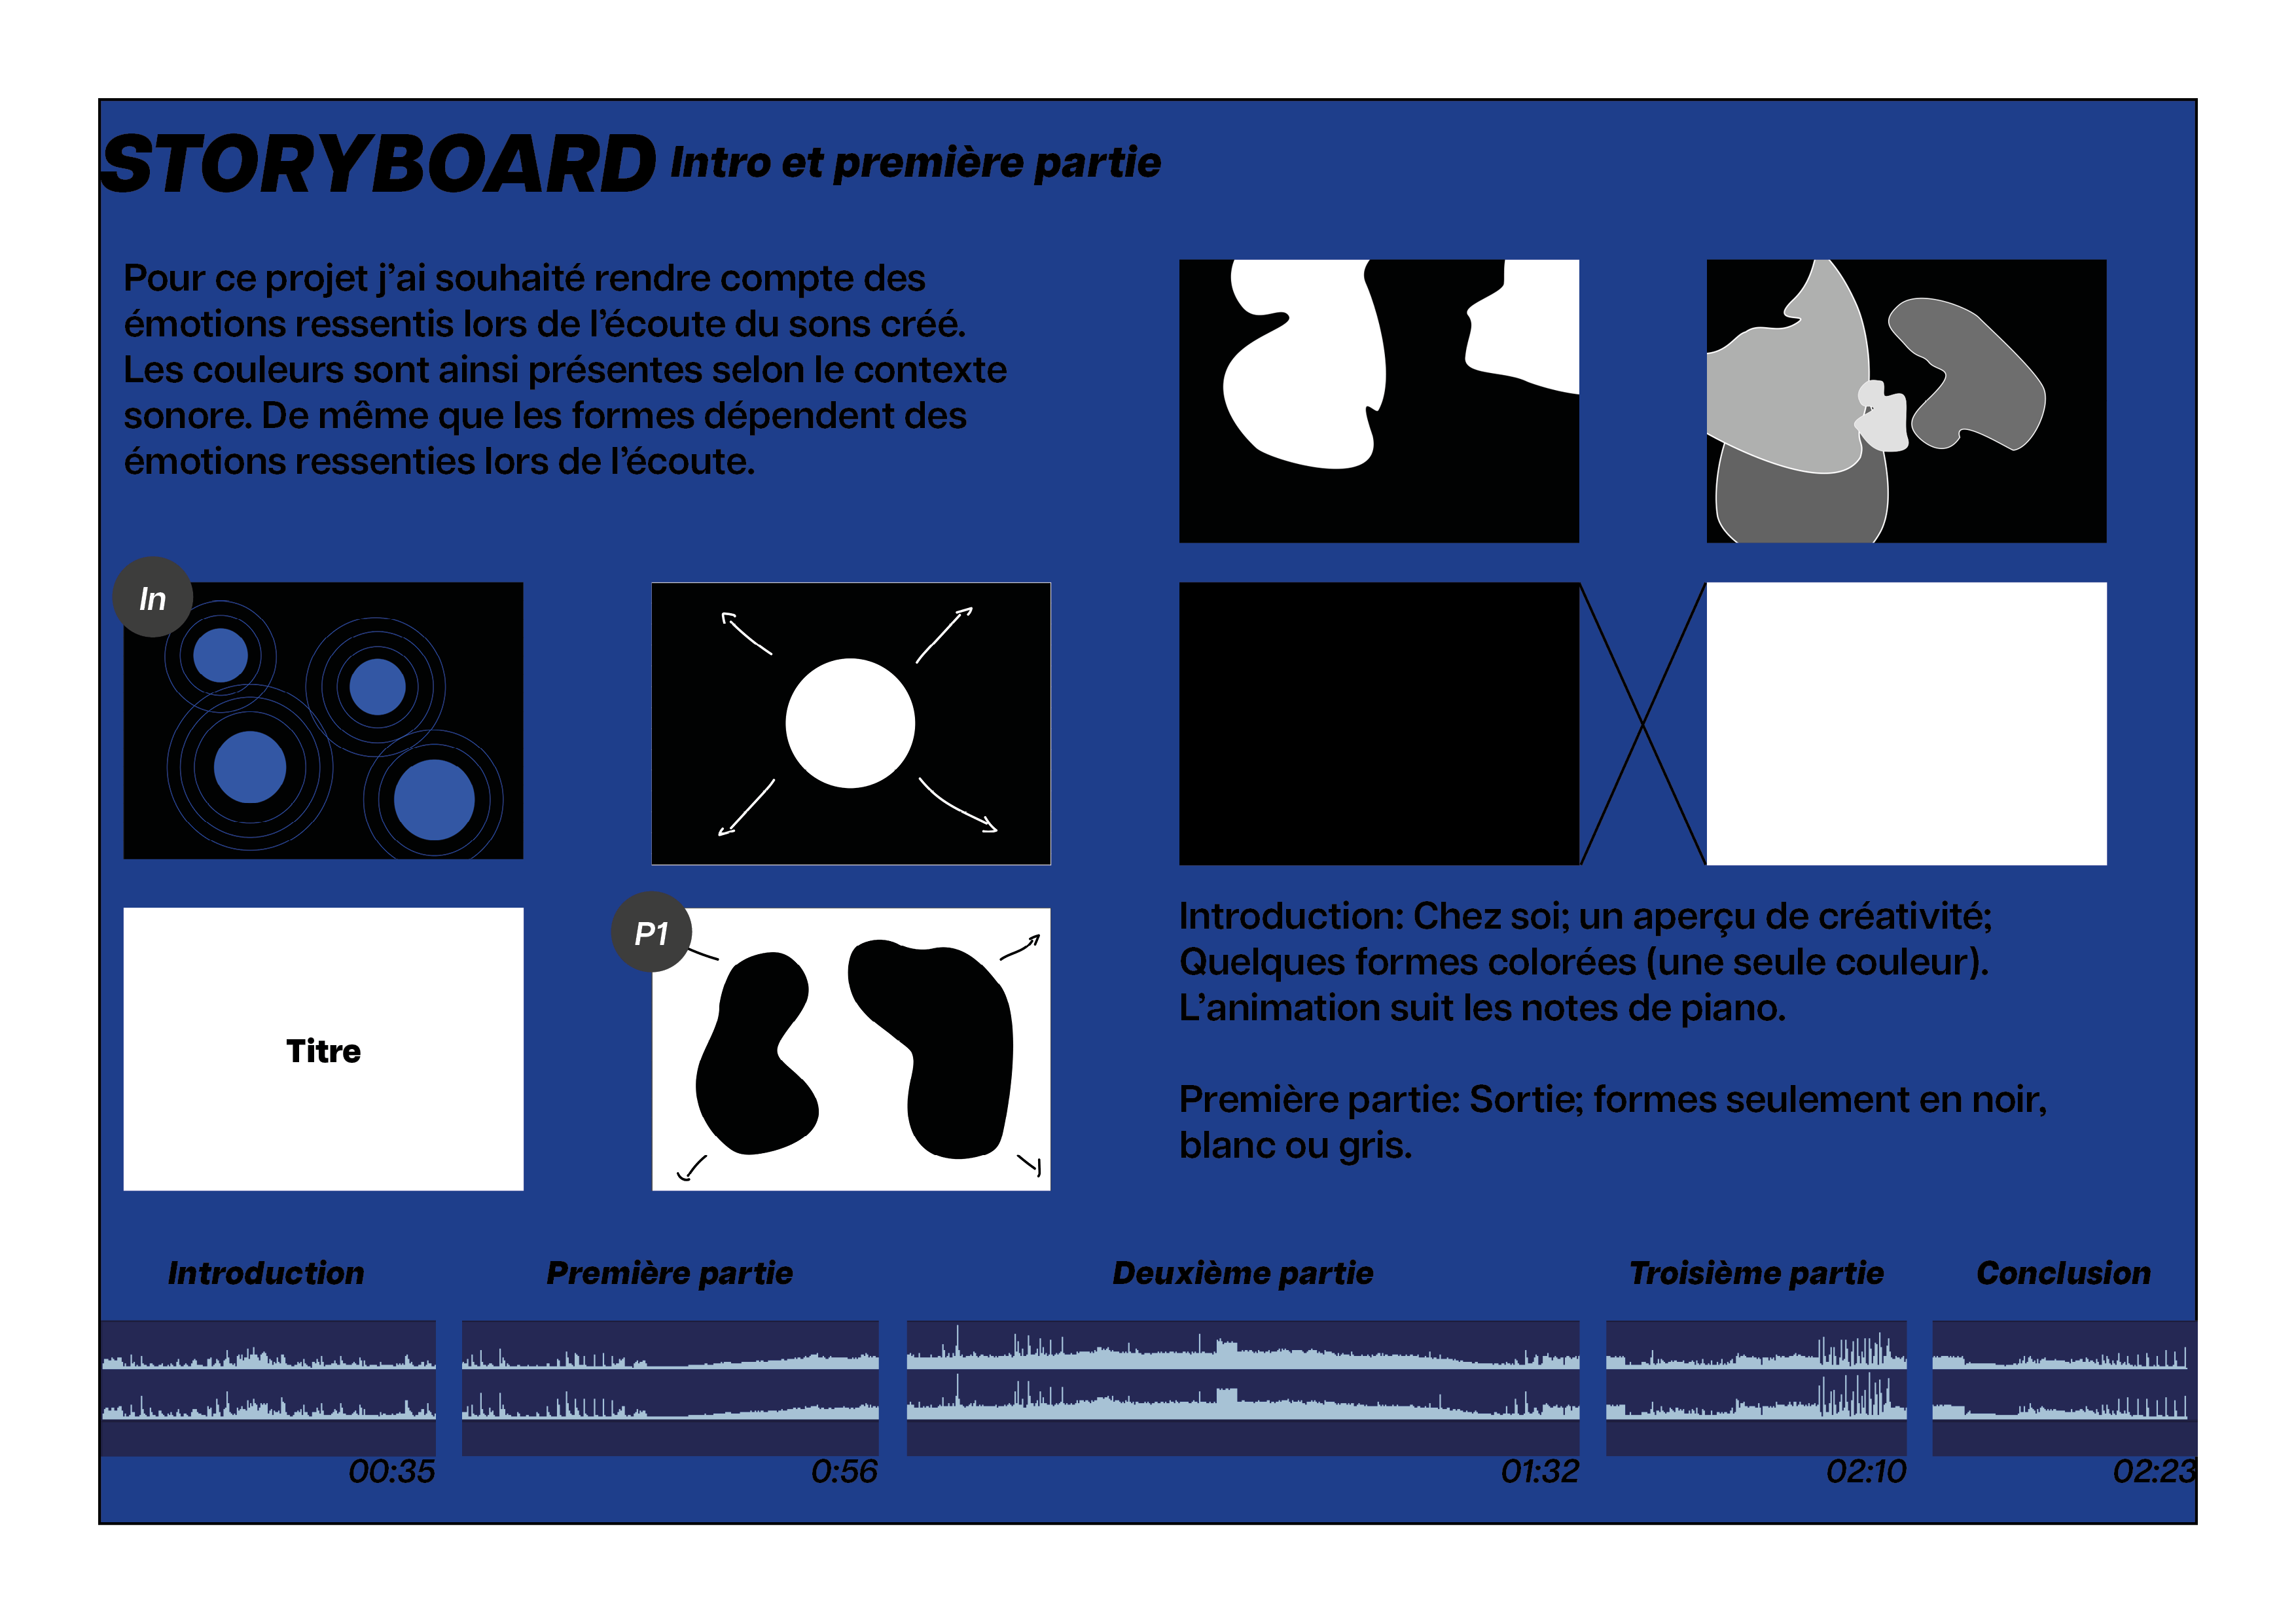 STORYBOARD Intro et première partie
Pour ce projet j’ai souhaité rendre compte des
émotions ressentis lors de l’écoute du sons créé.
Les couleurs sont ainsi présentes selon le contexte
sonore. De même que les formes dépendent des
émotions ressenties lors de l’écoute.
In
Titre
P1
Introduction: Chez soi; un aperçu de créativité;
Quelques formes colorées (une seule couleur).
L’animation suit les notes de piano.
Première partie: Sortie; formes seulement en noir,
blanc ou gris.
Introduction
Première partie
Deuxième partie
Troisième partie
Conclusion
00:35
0:56
01:32
02:10
02:23